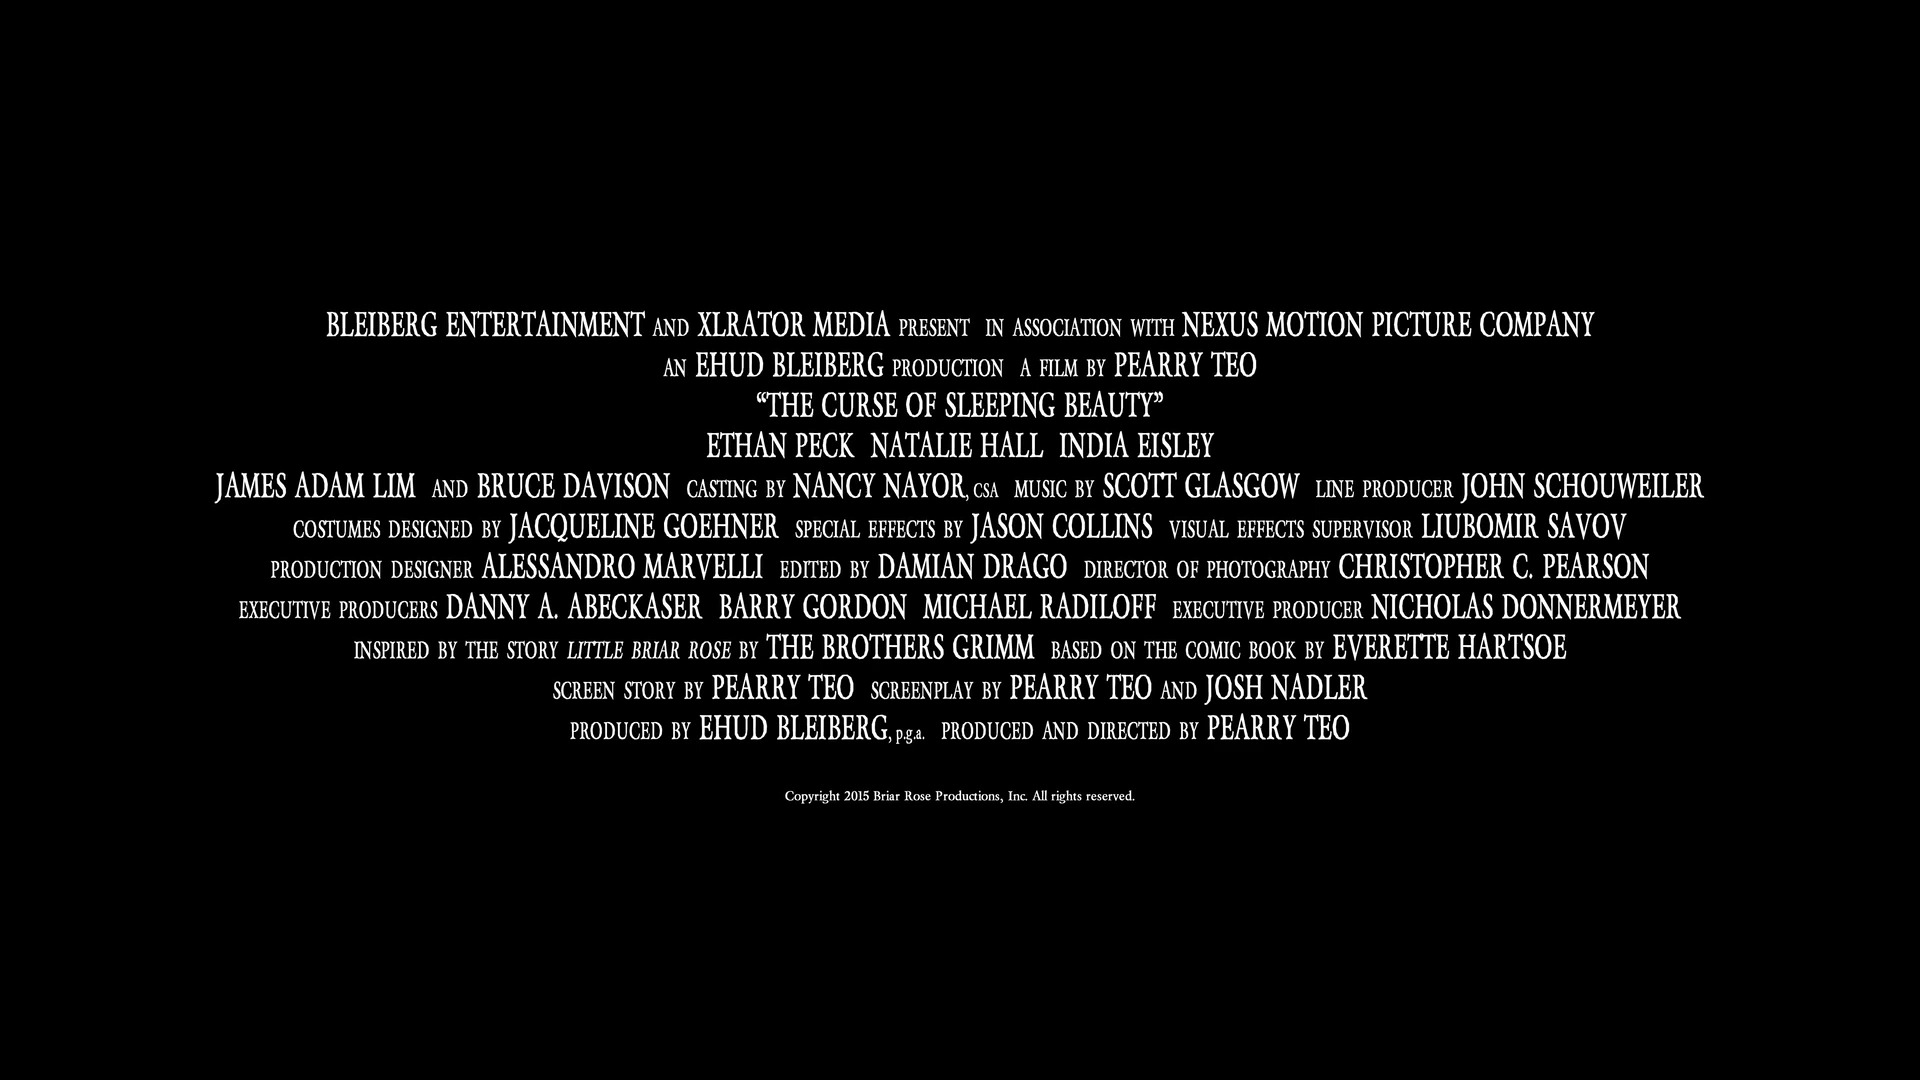 BLEIBERG ENTERTAINMENT AND XLRATOR MEDIA PRESENT IN ASSOCIATION WITH NEXUS MOTION PICTURE COMPANY
AN EHUD BLEIBERG PRODUCTION A FILM BY PEARRY TEO
“THE CURSE OF SLEEPING BEAUTY”
ETHAN PECK NATALIE HALL INDIA EISLEY
JAMES ADAM LIM AND BRUCE DAVISON CASTING BY NANCY NAYOR, CSA MUSIC BY SCOTT GLASGOW LINE PRODUCER JOHN SCHOUWEILER
COSTUMES DESIGNED BY JACQUELINE GOEHNER SPECIAL EFFECTS BY JASON COLLINS VISUAL EFFECTS SUPERVISOR LIUBOMIR SAVOV
PRODUCTION DESIGNER ALESSANDRO MARVELLI EDITED BY DAMIAN DRAGO DIRECTOR OF PHOTOGRAPHY CHRISTOPHER C. PEARSON
EXECUTIVE PRODUCERS DANNY A. ABECKASER BARRY GORDON MICHAEL RADILOFF EXECUTIVE PRODUCER NICHOLAS DONNERMEYER
INSPIRED BY THE STORY LITTLE BRIAR ROSE BY THE BROTHERS GRIMM BASED ON THE COMIC BOOK BY EVERETTE HARTSOE
SCREEN STORY BY PEARRY TEO SCREENPLAY BY PEARRY TEO AND JOSH NADLER
PRODUCED BY EHUD BLEIBERG, p.g.a. PRODUCED AND DIRECTED BY PEARRY TEO
Copyright 2015 Briar Rose Productions, Inc. All rights reserved.